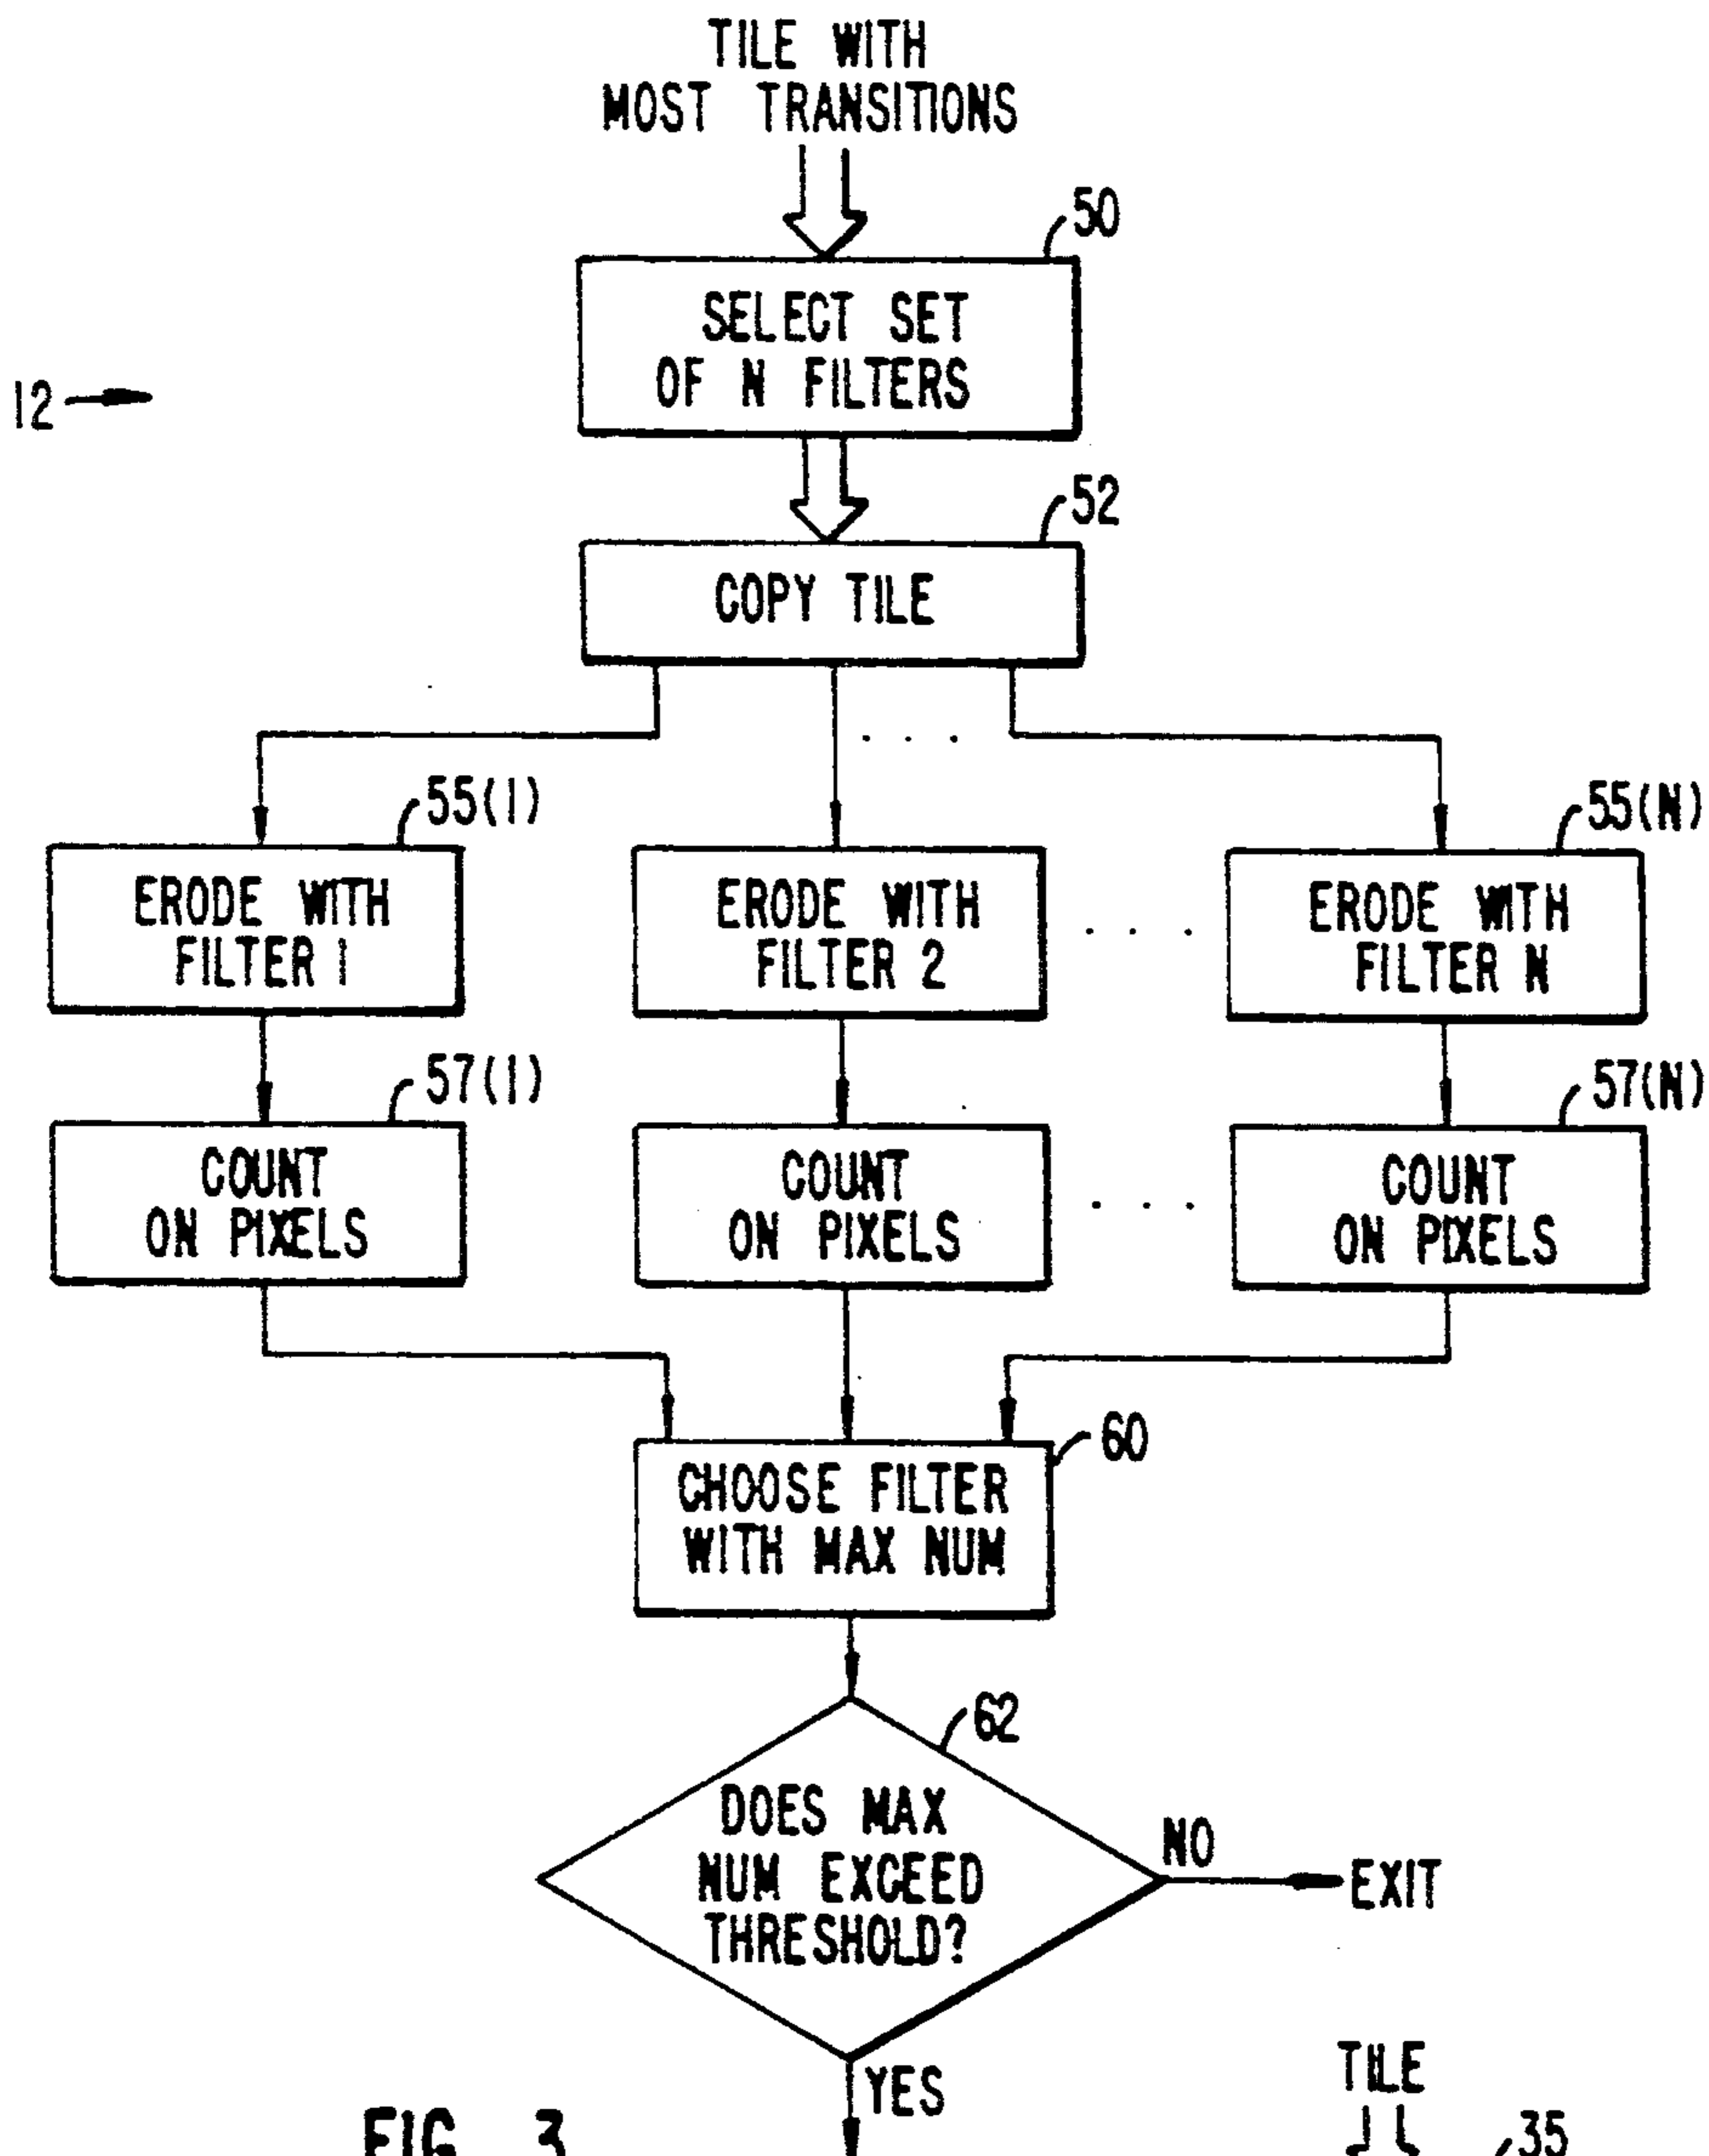 TILE WITH
MOST TRANSITIONS
50
SELECT SET
OF N FILTERS
12
52
COPY TILE
. . .
55(1)
55(N)
ERODE WITH
FILTER 1
ERODE WITH
FILTER 2
. . .
ERODE WITH
FILTER N
57(1)
57(N)
COUNT
ON PIXELS
COUNT
ON PIXELS
. . .
COUNT
ON PIXELS
60
CHOOSE FILTER
WITH MAX NUM
62
DOES MAX
NUM EXCEED
THRESHOLD?
NO
EXIT
YES
TILE
35
FIG. 3